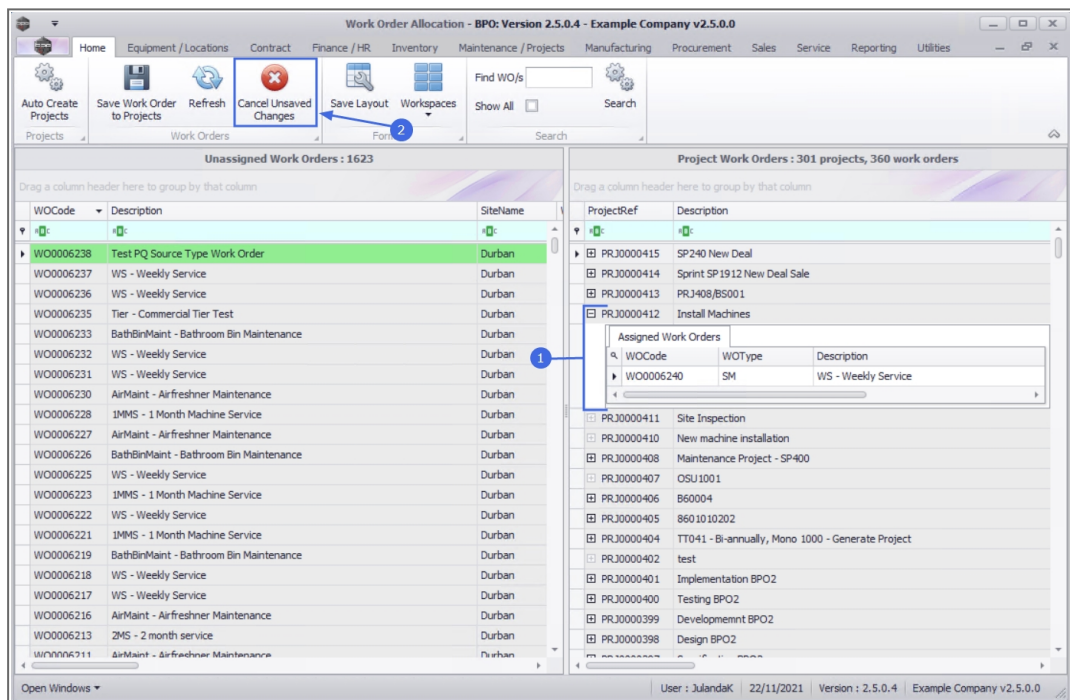 Work Order Allocation - BPO: Version 2.5.0.4 - Example Company v2.5.0.0
Home Equipment / Locations Contract Finance / HR Inventory Maintenance / Projects Manufacturing Procurement Sales Service Reporting Utilities
Auto Create Projects
Save Work Order to Projects
Refresh
Cancel Unsaved Changes
Save Layout
Workspaces
Find WO/s
Show All
Search
2
Projects Work Orders For Search
Unassigned Work Orders : 1623
Drag a column header here to group by that column
WOCode Description SiteName
WO0006238 Test PQ Source Type Work Order Durban
WO0006237 WS - Weekly Service Durban
WO0006236 WS - Weekly Service Durban
WO0006235 Tier - Commercial Tier Test Durban
WO0006233 BathBinMaint - Bathroom Bin Maintenance Durban
WO0006232 WS - Weekly Service Durban
WO0006231 WS - Weekly Service Durban
WO0006230 AirMaint - Airfreshner Maintenance Durban
WO0006228 1MMS - 1 Month Machine Service Durban
WO0006227 AirMaint - Airfreshner Maintenance Durban
WO0006226 BathBinMaint - Bathroom Bin Maintenance Durban
WO0006225 WS - Weekly Service Durban
WO0006223 1MMS - 1 Month Machine Service Durban
WO0006222 WS - Weekly Service Durban
WO0006221 1MMS - 1 Month Machine Service Durban
WO0006219 BathBinMaint - Bathroom Bin Maintenance Durban
WO0006218 WS - Weekly Service Durban
WO0006217 WS - Weekly Service Durban
WO0006216 AirMaint - Airfreshner Maintenance Durban
WO0006213 2MS - 2 month service Durban
WO0006211 AirMaint - Airfreshner Maintenance Durban
Project Work Orders : 301 projects, 360 work orders
Drag a column header here to group by that column
ProjectRef Description
PRJ0000415 SP240 New Deal
PRJ0000414 Sprint SP1912 New Deal Sale
PRJ0000413 PRJ408/BS001
PRJ0000412 Install Machines
1
Assigned Work Orders
WOCode WOType Description
WO0006240 SM WS - Weekly Service
PRJ0000411 Site Inspection
PRJ0000410 New machine installation
PRJ0000408 Maintenance Project - SP400
PRJ0000407 OSU1001
PRJ0000406 B60004
PRJ0000405 8601010202
PRJ0000404 TT041 - Bi-annually, Mono 1000 - Generate Project
PRJ0000402 test
PRJ0000401 Implementation BPO2
PRJ0000400 Testing BPO2
PRJ0000399 Developmemnt BPO2
PRJ0000398 Design BPO2
Open Windows User : JulandaK 22/11/2021 Version : 2.5.0.4 Example Company v2.5.0.0